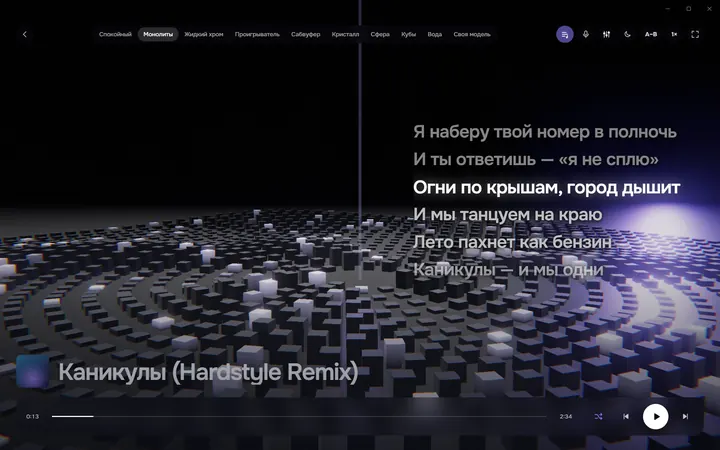 Спокойный Монолиты Жидкий хром Проигрыватель Сабвуфер Кристалл Сфера Кубы Вода Своя модель A–B 1×
Я наберу твой номер в полночь
И ты ответишь — «я не сплю»
Огни по крышам, город дышит
И мы танцуем на краю
Лето пахнет как бензин
Каникулы — и мы одни
Каникулы (Hardstyle Remix)
0:13 2:34